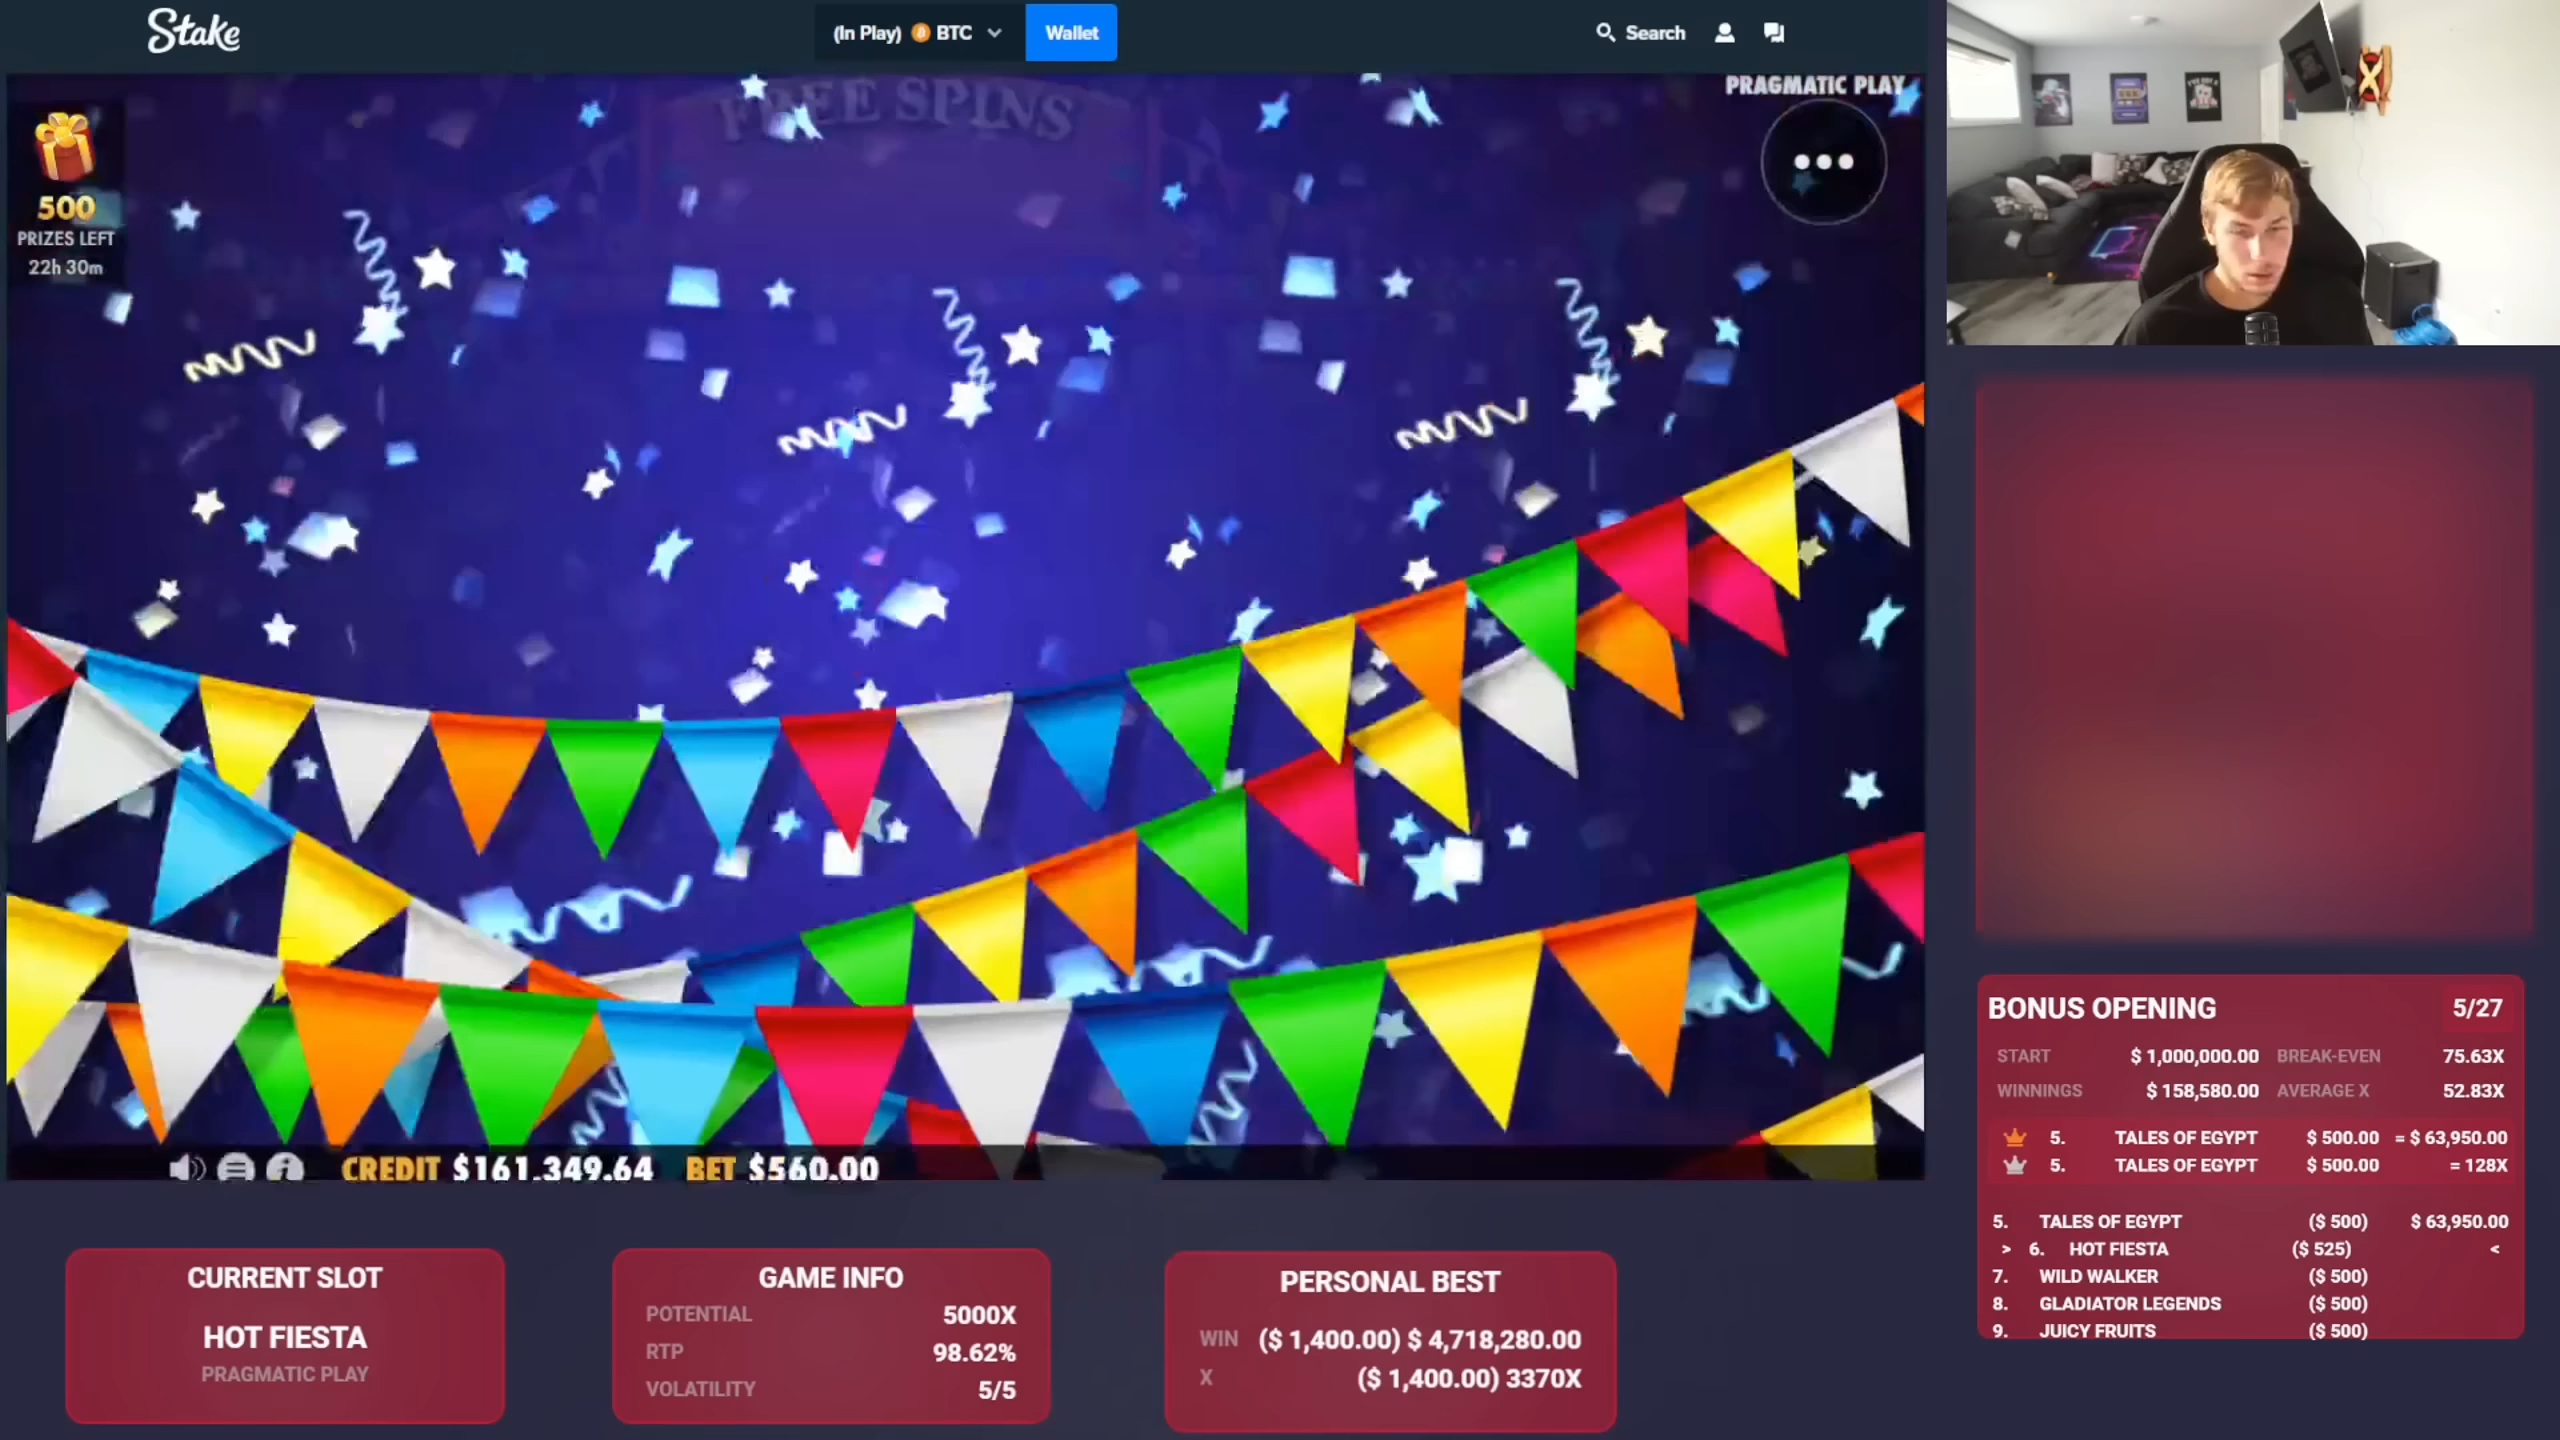 Stake
(In Play) BTC
Wallet
Search
FREE SPINS
PRAGMATIC PLAY
500
PRIZES LEFT
22h 30m
CREDIT $161,349.64 BET $560.00
CURRENT SLOT
HOT FIESTA
PRAGMATIC PLAY
GAME INFO
POTENTIAL 5000X
RTP 98.62%
VOLATILITY 5/5
PERSONAL BEST
WIN ($ 1,400.00) $ 4,718,280.00
X ($ 1,400.00) 3370X
BONUS OPENING 5/27
START $ 1,000,000.00 BREAK-EVEN 75.63X
WINNINGS $ 158,580.00 AVERAGE X 52.83X
5. TALES OF EGYPT $ 500.00 = $ 63,950.00
5. TALES OF EGYPT $ 500.00 = 128X
5. TALES OF EGYPT ($ 500) $ 63,950.00
> 6. HOT FIESTA ($ 525) <
7. WILD WALKER ($ 500)
8. GLADIATOR LEGENDS ($ 500)
9. JUICY FRUITS ($ 500)